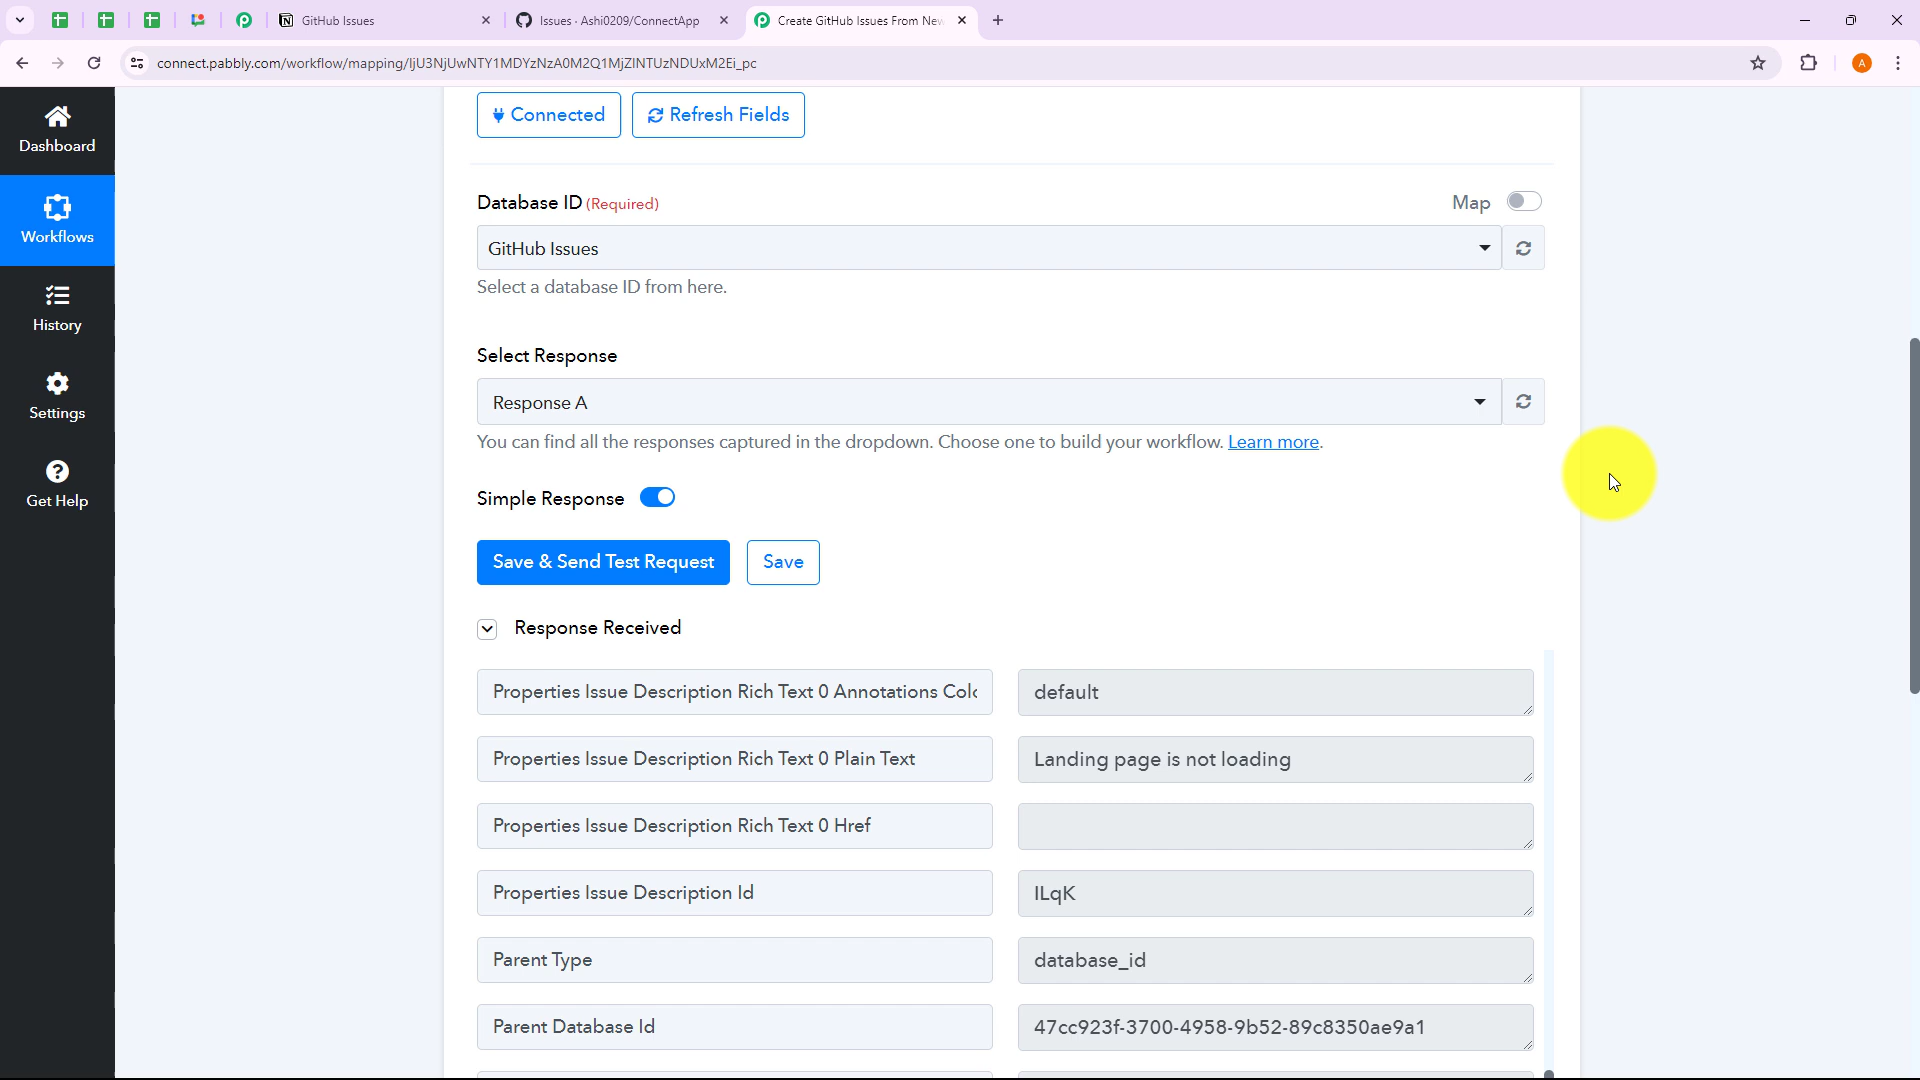 GitHub Issues
Issues · Ashi0209/ConnectApp
Create GitHub Issues From New
connect.pabbly.com/workflow/mapping/IjU3NjUwNTY1MDYzNzA0M2Q1MjZlNTUzNDUxM2Ei_pc
A
Dashboard
Workflows
History
Settings
Get Help
Connected
Refresh Fields
Database ID (Required)
Map
GitHub Issues
Select a database ID from here.
Select Response
Response A
You can find all the responses captured in the dropdown. Choose one to build your workflow. Learn more.
Simple Response
Save & Send Test Request
Save
Response Received
Properties Issue Description Rich Text 0 Annotations Colo
default
Properties Issue Description Rich Text 0 Plain Text
Landing page is not loading
Properties Issue Description Rich Text 0 Href
Properties Issue Description Id
ILqK
Parent Type
database_id
Parent Database Id
47cc923f-3700-4958-9b52-89c8350ae9a1